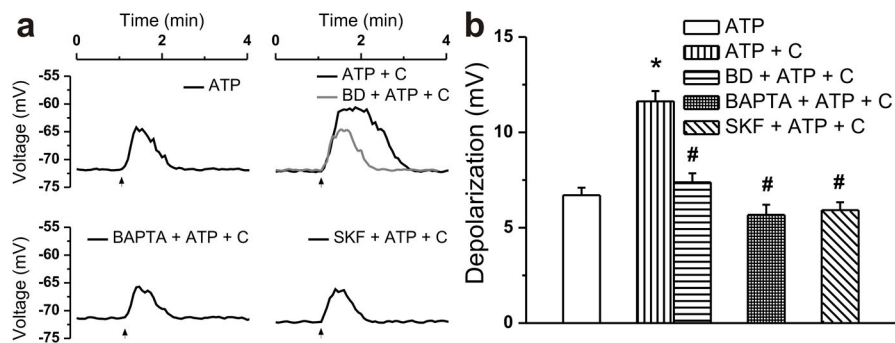 a
Time (min)
0 2 4
Time (min)
0 2 4
Voltage (mV)
-55
-60
-65
-70
-75
ATP
ATP + C
BD + ATP + C
Voltage (mV)
-55
-60
-65
-70
-75
BAPTA + ATP + C
SKF + ATP + C
b
Depolarization (mV)
15
10
5
0
ATP
ATP + C
BD + ATP + C
BAPTA + ATP + C
SKF + ATP + C
*
#
#
#